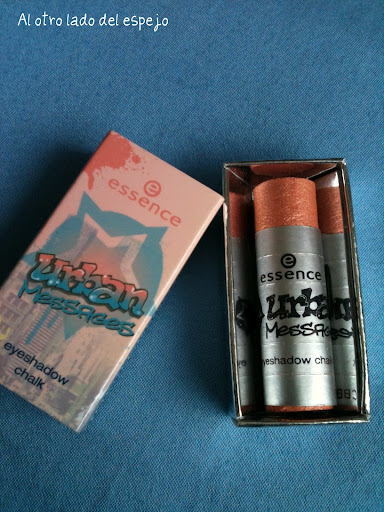 Al otro lado del espejo
e
essence
urban
Messages
eyeshadow
chalk
e
essence
urban
Messages
eyeshadow chalk